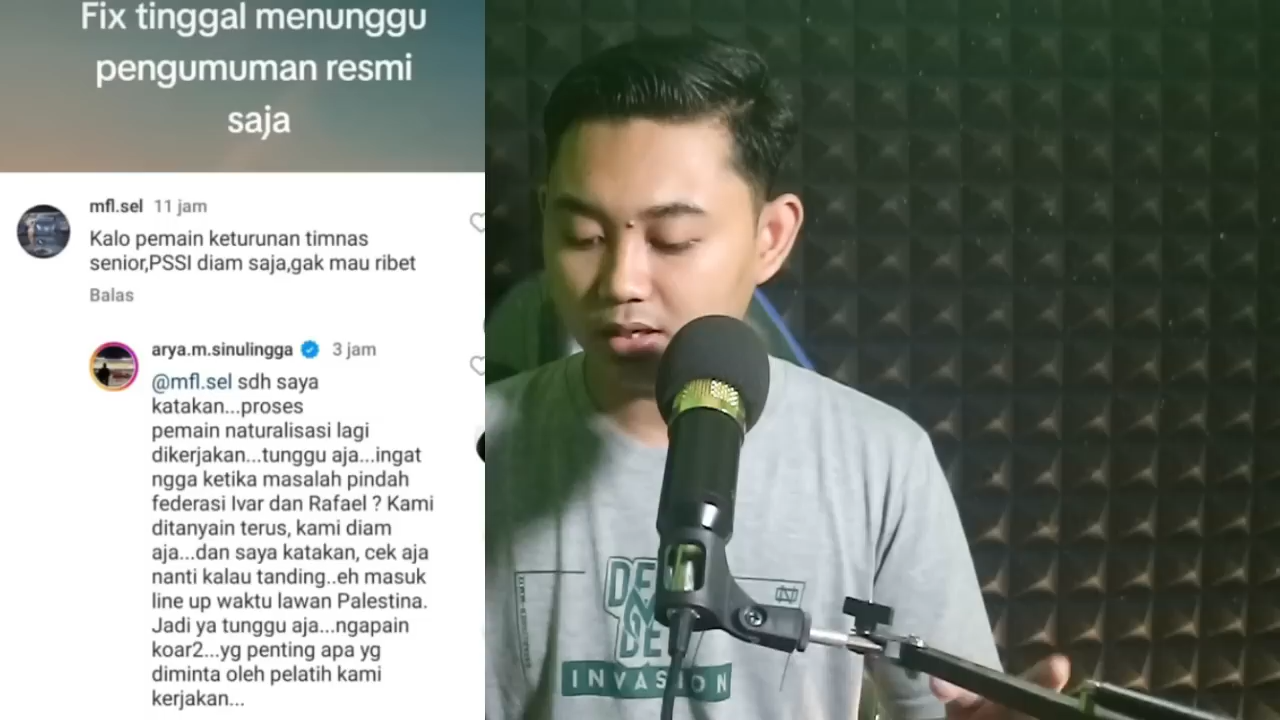 Fix tinggal menunggu
pengumuman resmi
saja
mfl.sel 11 jam
Kalo pemain keturunan timnas
senior,PSSI diam saja,gak mau ribet
Balas
arya.m.sinulingga 3 jam
@mfl.sel sdh saya
katakan...proses
pemain naturalisasi lagi
dikerjakan...tunggu aja...ingat
ngga ketika masalah pindah
federasi Ivar dan Rafael ? Kami
ditanyain terus, kami diam
aja...dan saya katakan, cek aja
nanti kalau tanding..eh masuk
line up waktu lawan Palestina.
Jadi ya tunggu aja...ngapain
koar2...yg penting apa yg
diminta oleh pelatih kami
kerjakan...
INVASION